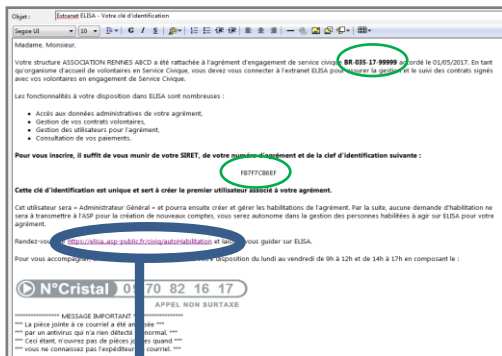 Objet : Extranet ELISA - Votre clé d'identification
Segoe UI 10 G I S
Madame, Monsieur,
Votre structure ASSOCIATION RENNES ABCD a été rattachée à l'agrément d'engagement de service civique BR-035-17-99999 accordé le 01/05/2017. En tant
qu'organisme d'accueil de volontaires en Service Civique, vous devez vous connecter à l'extranet ELISA pour assurer la gestion et le suivi des contrats signés
avec vos volontaires en engagement de Service Civique.
Les fonctionnalités à votre disposition dans ELISA sont nombreuses :
• Accès aux données administratives de votre agrément,
• Gestion de vos contrats volontaires,
• Gestion des utilisateurs pour l'agrément,
• Consultation de vos paiements.
Pour vous inscrire, il suffit de vous munir de votre SIRET, de votre numéro d'agrément et de la clef d'identification suivante :
FB7F7CB0EF
Cette clé d'identification est unique et sert à créer le premier utilisateur associé à votre agrément.
Cet utilisateur sera « Administrateur Général » et pourra ensuite créer et gérer les habilitations de l'agrément. Par la suite, aucune demande d'habilitation ne
sera à transmettre à l'ASP pour la création de nouveaux comptes, vous serez autonome dans la gestion des personnes habilitées à agir sur ELISA pour votre
agrément.
Rendez-vous https://elisa.asp-public.fr/civiq/autoHabilitation et vous guider sur ELISA.
Pour vous accompagner disposition du lundi au vendredi de 9h à 12h et de 14h à 17h en composant le :
N°Cristal 09 70 82 16 17
APPEL NON SURTAXE
***************** MESSAGE IMPORTANT *****************
*** La pièce jointe à ce courriel a été ***
*** par un antivirus qui n'a rien détecté ***
*** Ceci étant, n'ouvrez pas de pièces quand ***
*** vous ne connaissez pas l'expéditeur courriel. ***